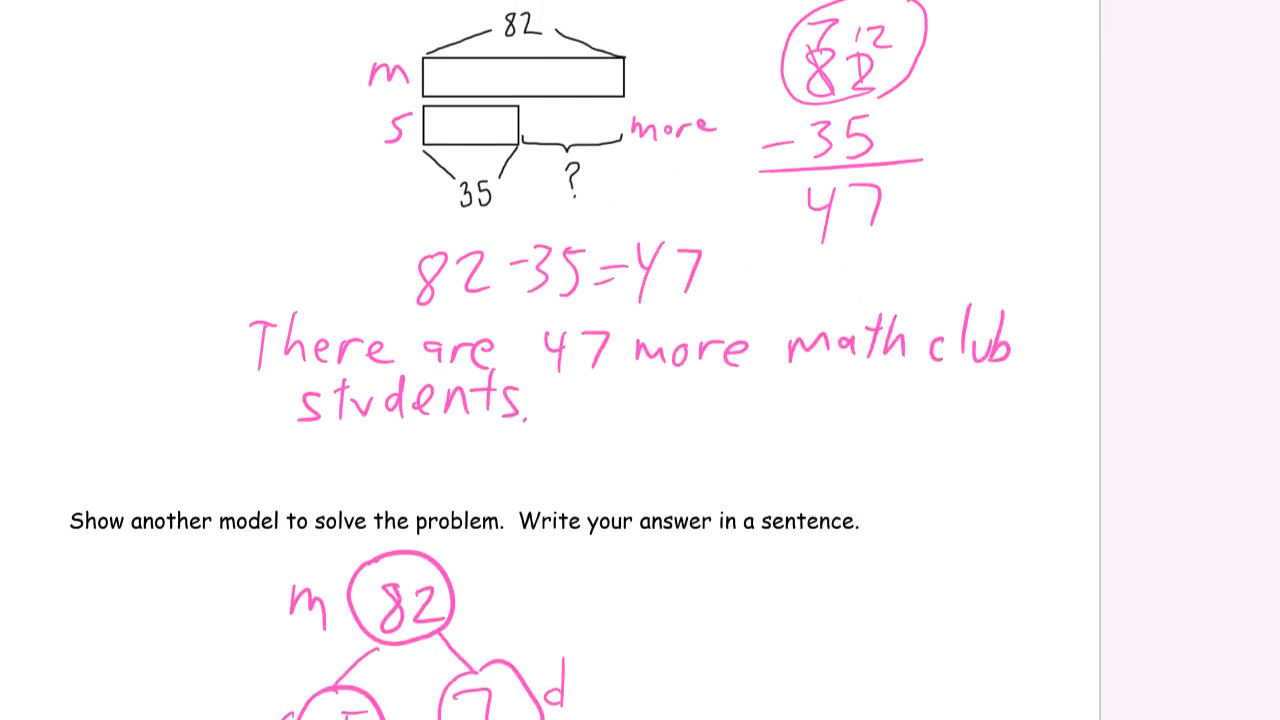 82
7 12
m
82
s
more
- 35
35
?
47
82 - 35 = 47
There are 47 more math club
students.
Show another model to solve the problem. Write your answer in a sentence.
m 82
d